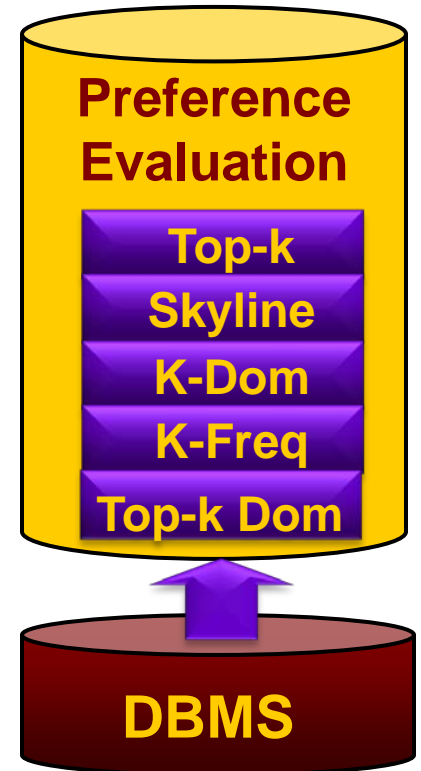 Preference
Evaluation
Top-k
Skyline
K-Dom
K-Freq
Top-k Dom
DBMS